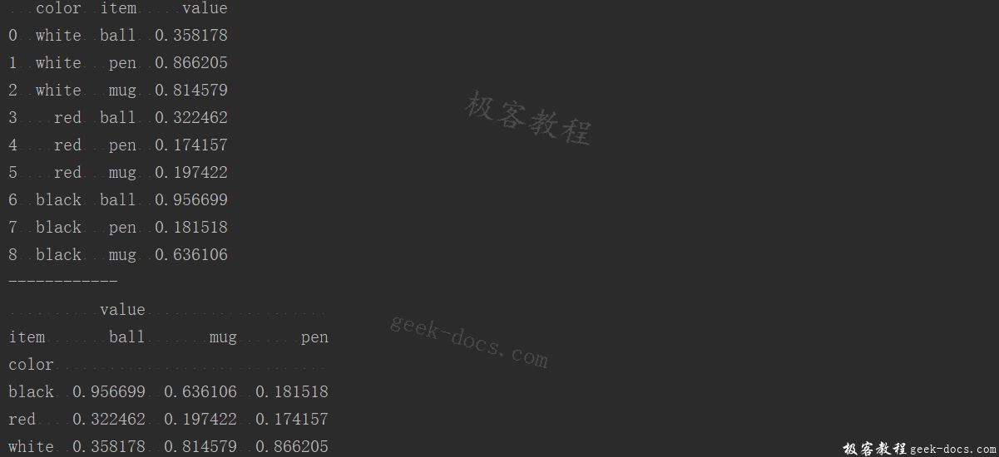 color item value
0 white ball 0.358178
1 white pen 0.866205
2 white mug 0.814579
3 red ball 0.322462
4 red pen 0.174157
5 red mug 0.197422
6 black ball 0.956699
7 black pen 0.181518
8 black mug 0.636106
------------
value
item ball mug pen
color
black 0.956699 0.636106 0.181518
red 0.322462 0.197422 0.174157
white 0.358178 0.814579 0.866205
极客教程
geek-docs.com
极客教程geek-docs.com